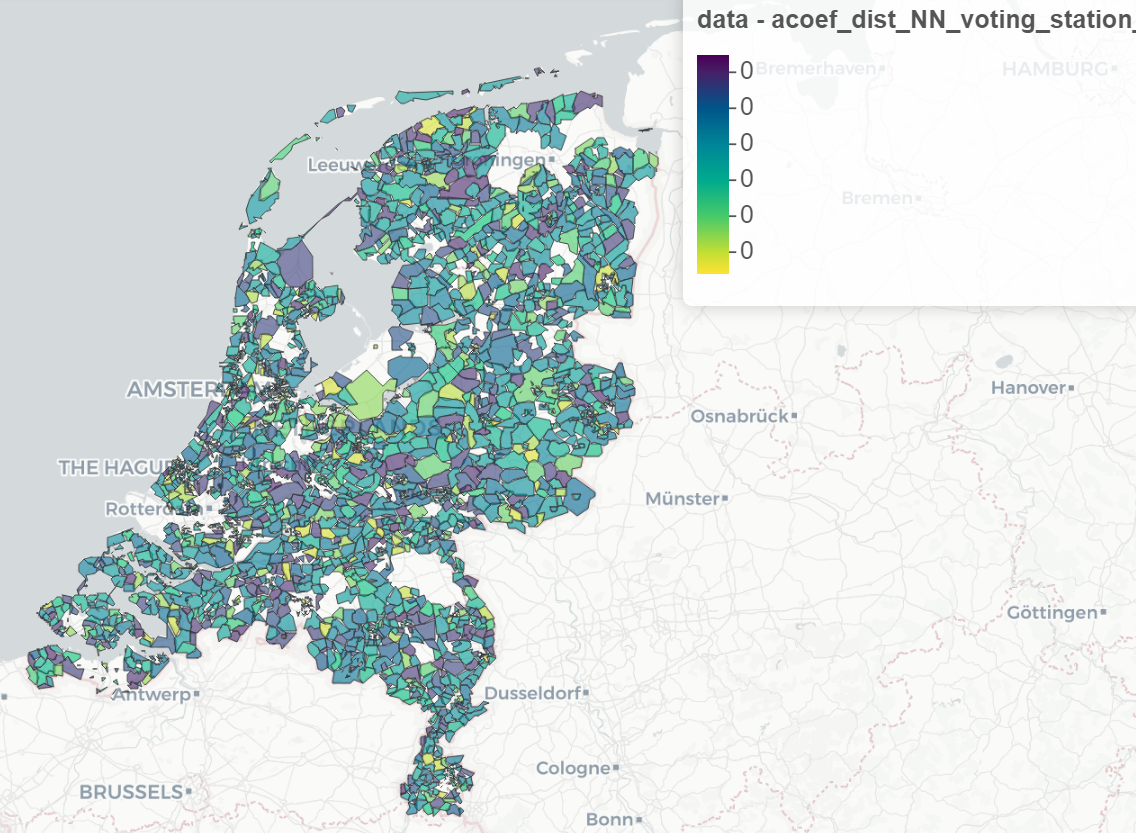 data - acoef_dist_NN_voting_station_
0
0
0
0
0
0
Bremerhaven
HAMBURG
Leeuw
ingen
Bremen
AMSTER
Hanover
Osnabrück
THE HAGU
Münster
Rotterd
Göttingen
Antwerp
Dusseldorf
Cologne
BRUSSELS
Bonn